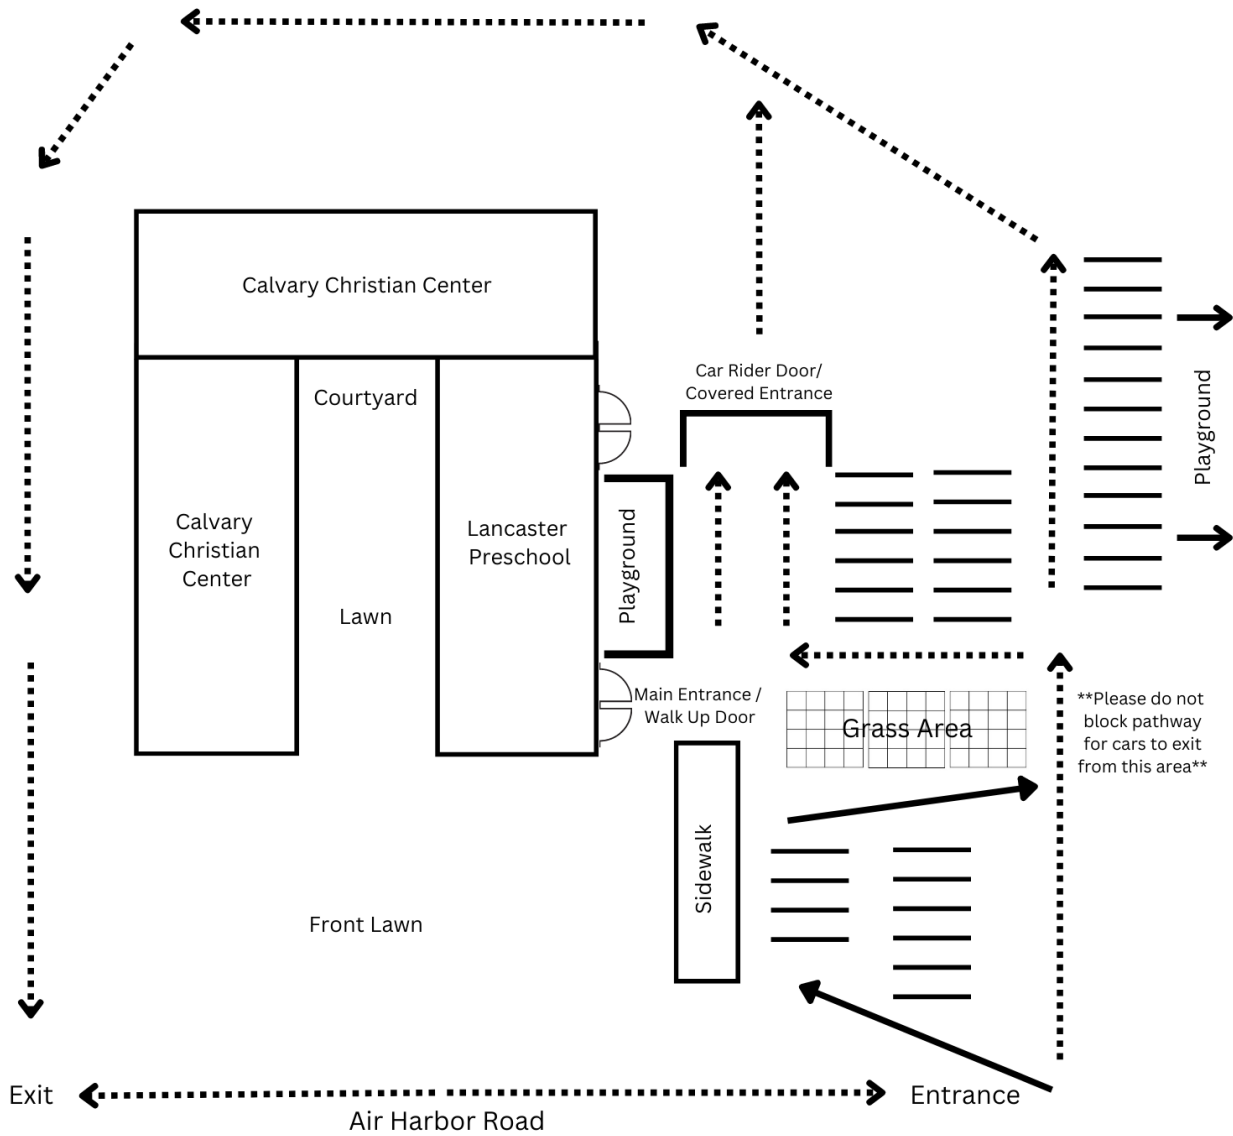 Calvary Christian Center
Car Rider Door/
Covered Entrance
Courtyard
Playground
Calvary
Christian
Center
Lancaster
Preschool
Playground
Lawn
Main Entrance /
Walk Up Door
Grass Area
**Please do not
block pathway
for cars to exit
from this area**
Sidewalk
Front Lawn
Exit
Entrance
Air Harbor Road